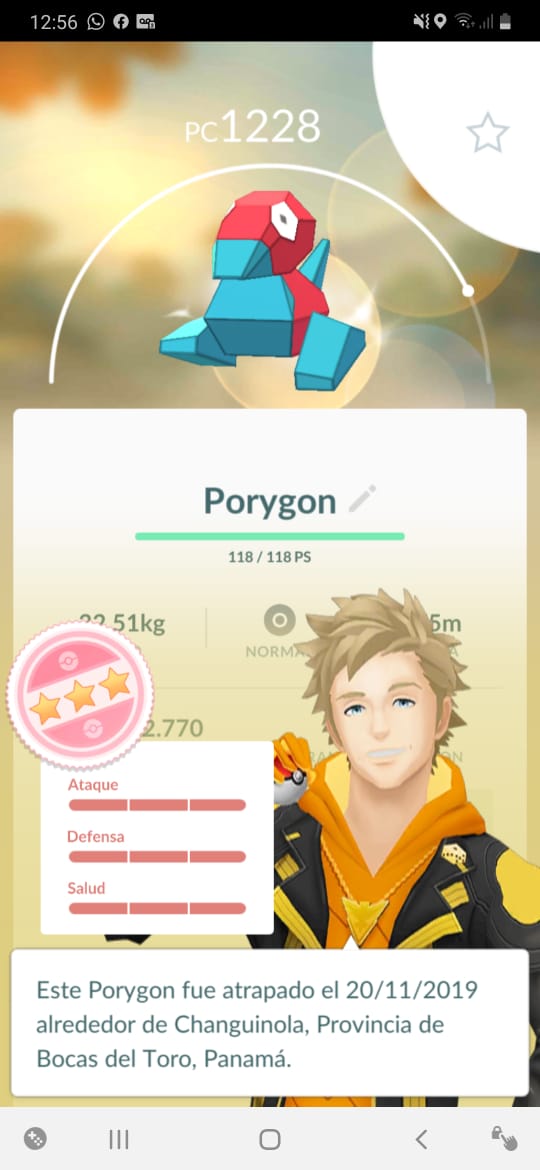 12:56
PC1228
Porygon
118 / 118 PS
22.51kg
5m
NORMA
2.770
Ataque
Defensa
Salud
Este Porygon fue atrapado el 20/11/2019
alrededor de Changuinola, Provincia de
Bocas del Toro, Panamá.